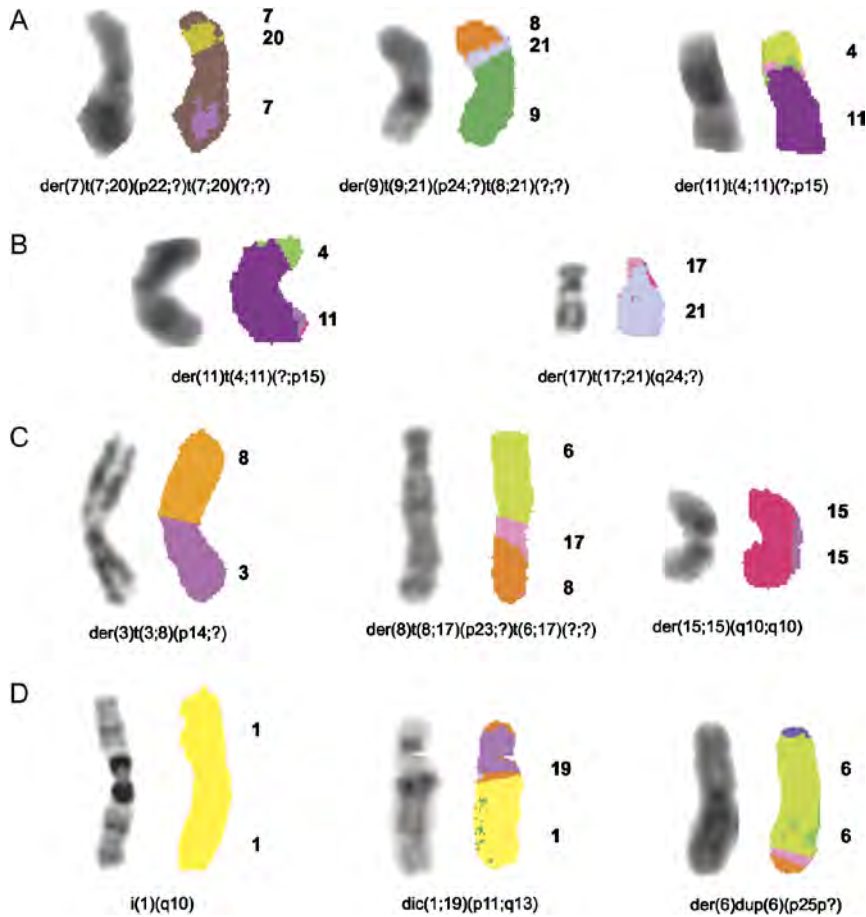 A
7
20
7
8
21
9
4
11
der(7)t(7;20)(p22;?)t(7;20)(?;?)
der(9)t(9;21)(p24;?)t(8;21)(?;?)
der(11)t(4;11)(?;p15)
B
4
11
17
21
der(11)t(4;11)(?;p15)
der(17)t(17;21)(q24;?)
C
8
3
6
17
8
15
15
der(3)t(3;8)(p14;?)
der(8)t(8;17)(p23;?)t(6;17)(?;?)
der(15;15)(q10;q10)
D
1
1
19
1
6
6
i(1)(q10)
dic(1;19)(p11;q13)
der(6)dup(6)(p25p?)